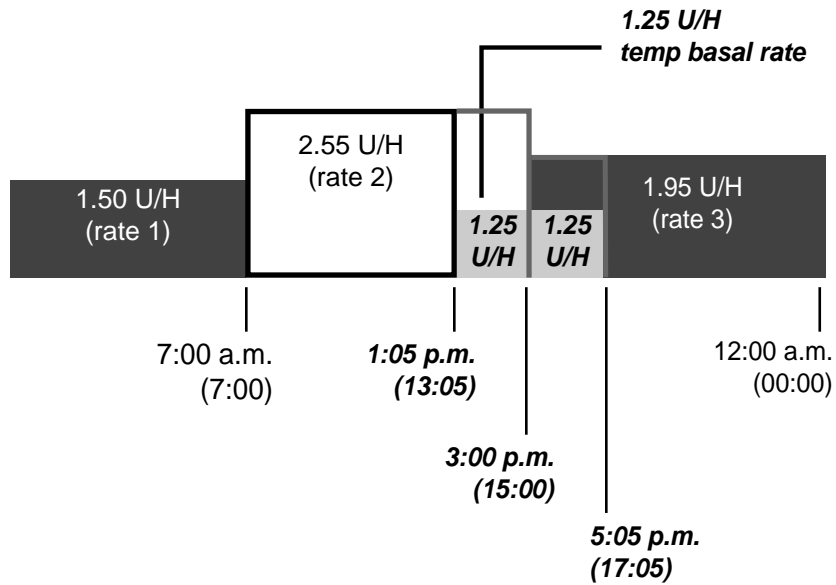 1.25 U/H
temp basal rate
2.55 U/H
(rate 2)
1.50 U/H
(rate 1)
1.25
U/H
1.25
U/H
1.95 U/H
(rate 3)
7:00 a.m.
(7:00)
1:05 p.m.
(13:05)
12:00 a.m.
(00:00)
3:00 p.m.
(15:00)
5:05 p.m.
(17:05)